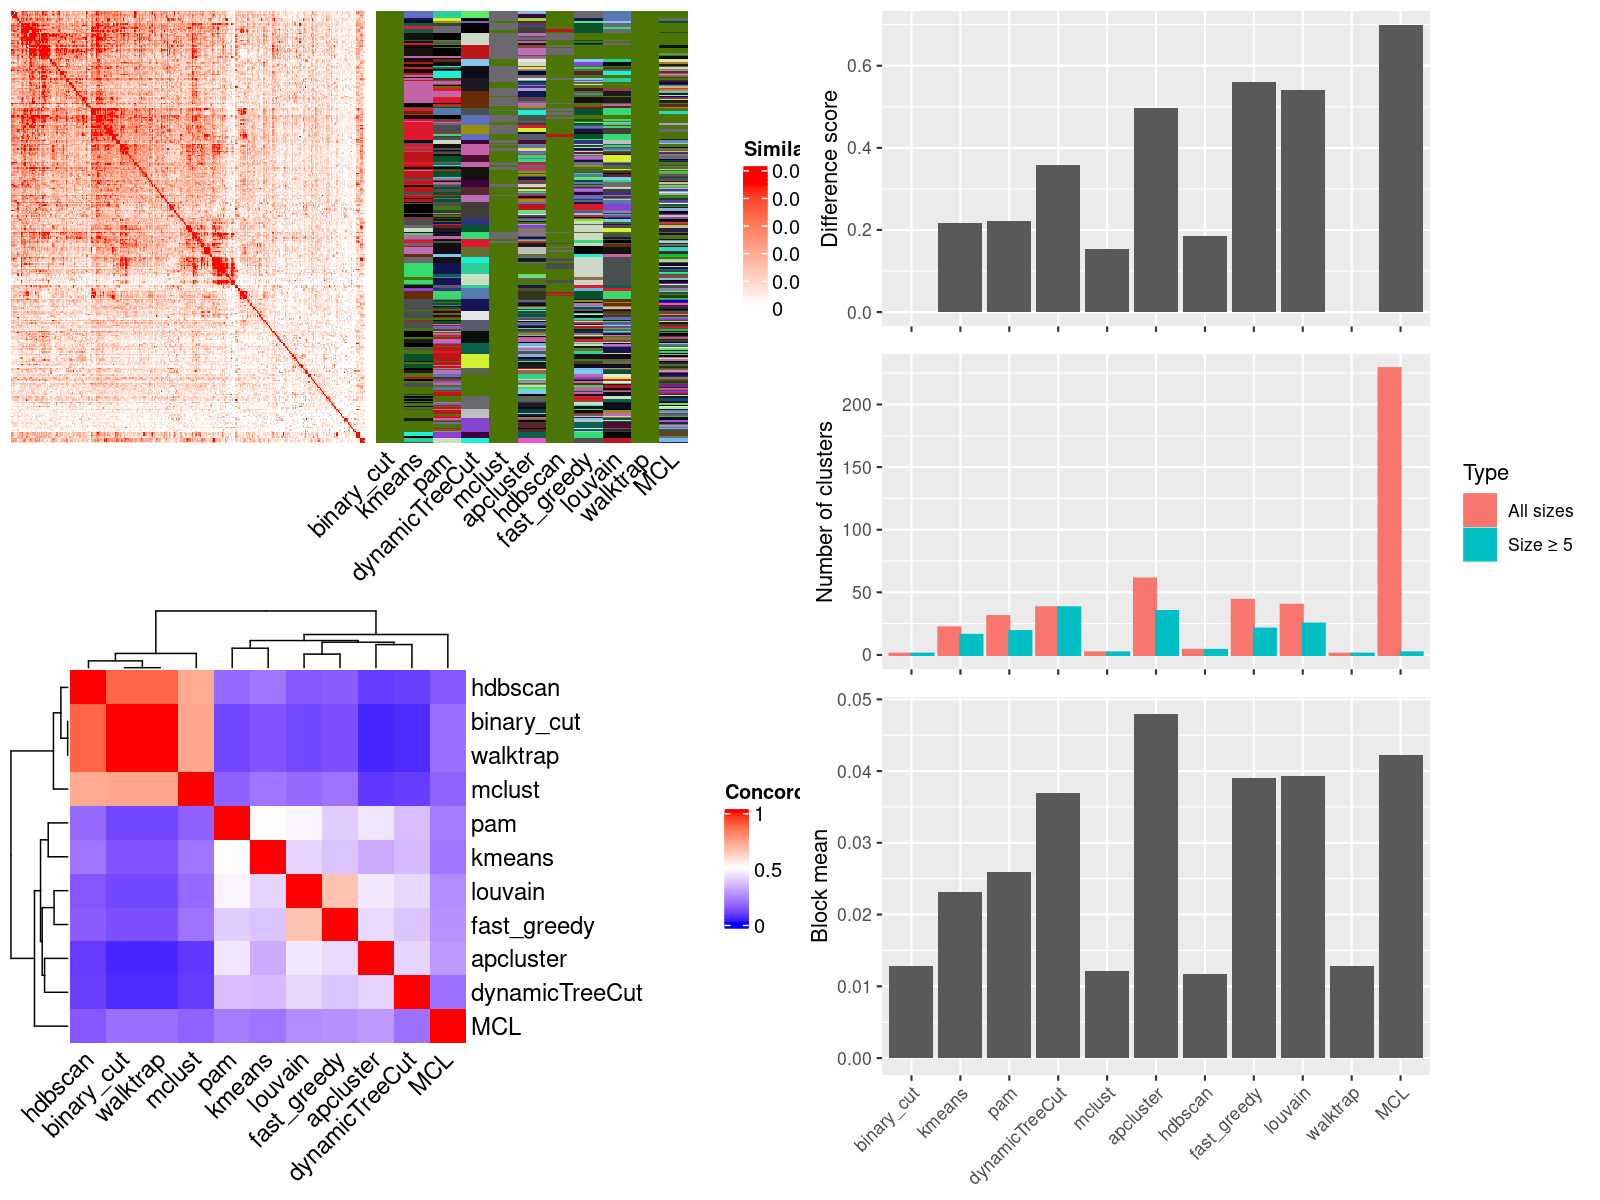 Simila
0.0
0.0
0.0
0.0
0
binary_cut
kmeans
pam
dynamicTreeCut
mclust
apcluster
hdbscan
fast_greedy
louvain
walktrap
MCL
hdbscan
binary_cut
walktrap
mclust
pam
kmeans
louvain
fast_greedy
apcluster
dynamicTreeCut
MCL
hdbscan
binary_cut
walktrap
mclust
pam
kmeans
louvain
fast_greedy
apcluster
dynamicTreeCut
MCL
Concord
1
0.5
0
Difference score
0.6
0.4
0.2
0.0
Number of clusters
200
150
100
50
0
Type
All sizes
Size ≥ 5
Block mean
0.05
0.04
0.03
0.02
0.01
0.00
binary_cut
kmeans
pam
dynamicTreeCut
mclust
apcluster
hdbscan
fast_greedy
louvain
walktrap
MCL